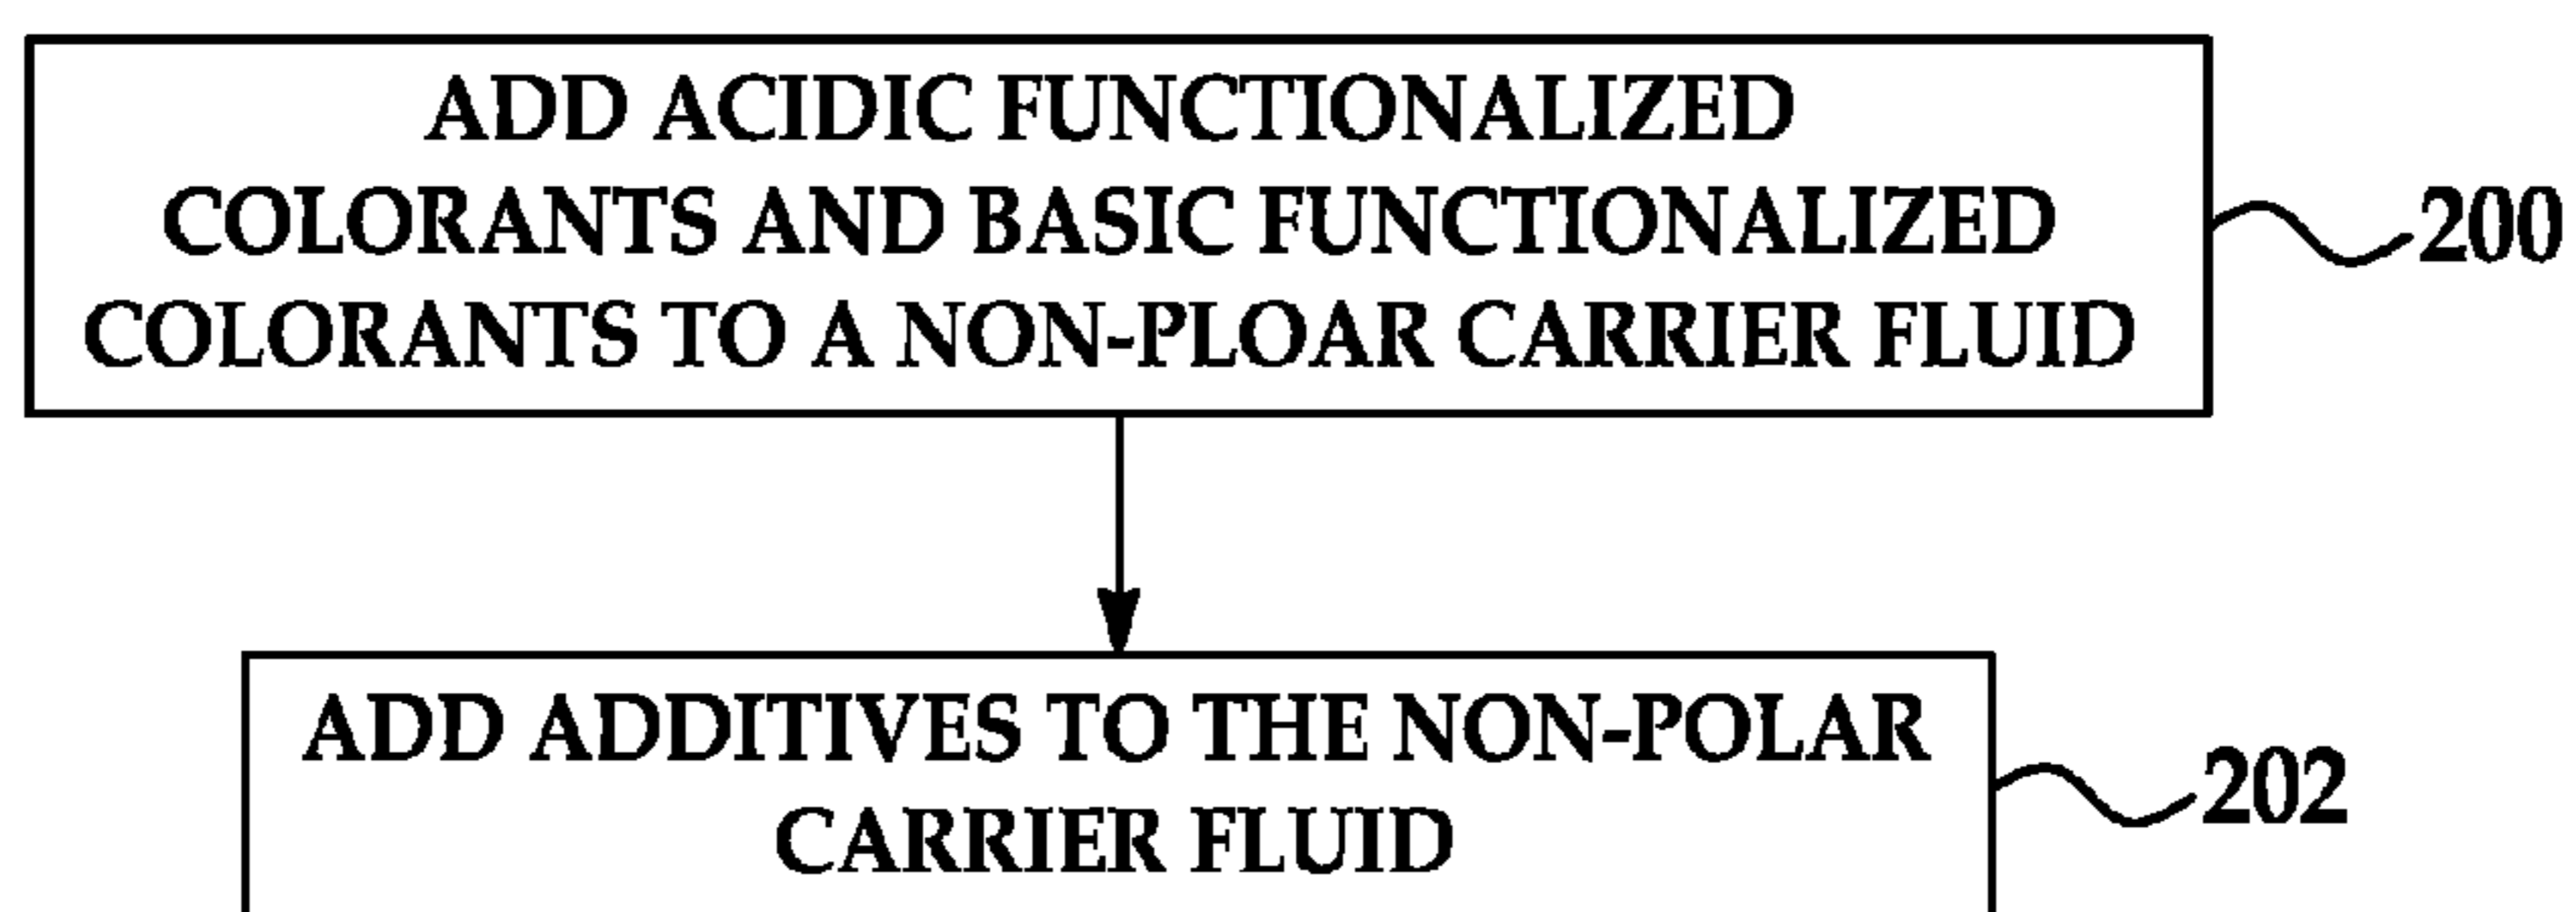 ADD ACIDIC FUNCTIONALIZED
COLORANTS AND BASIC FUNCTIONALIZED
COLORANTS TO A NON-PLOAR CARRIER FLUID
200
ADD ADDITIVES TO THE NON-POLAR
CARRIER FLUID
202